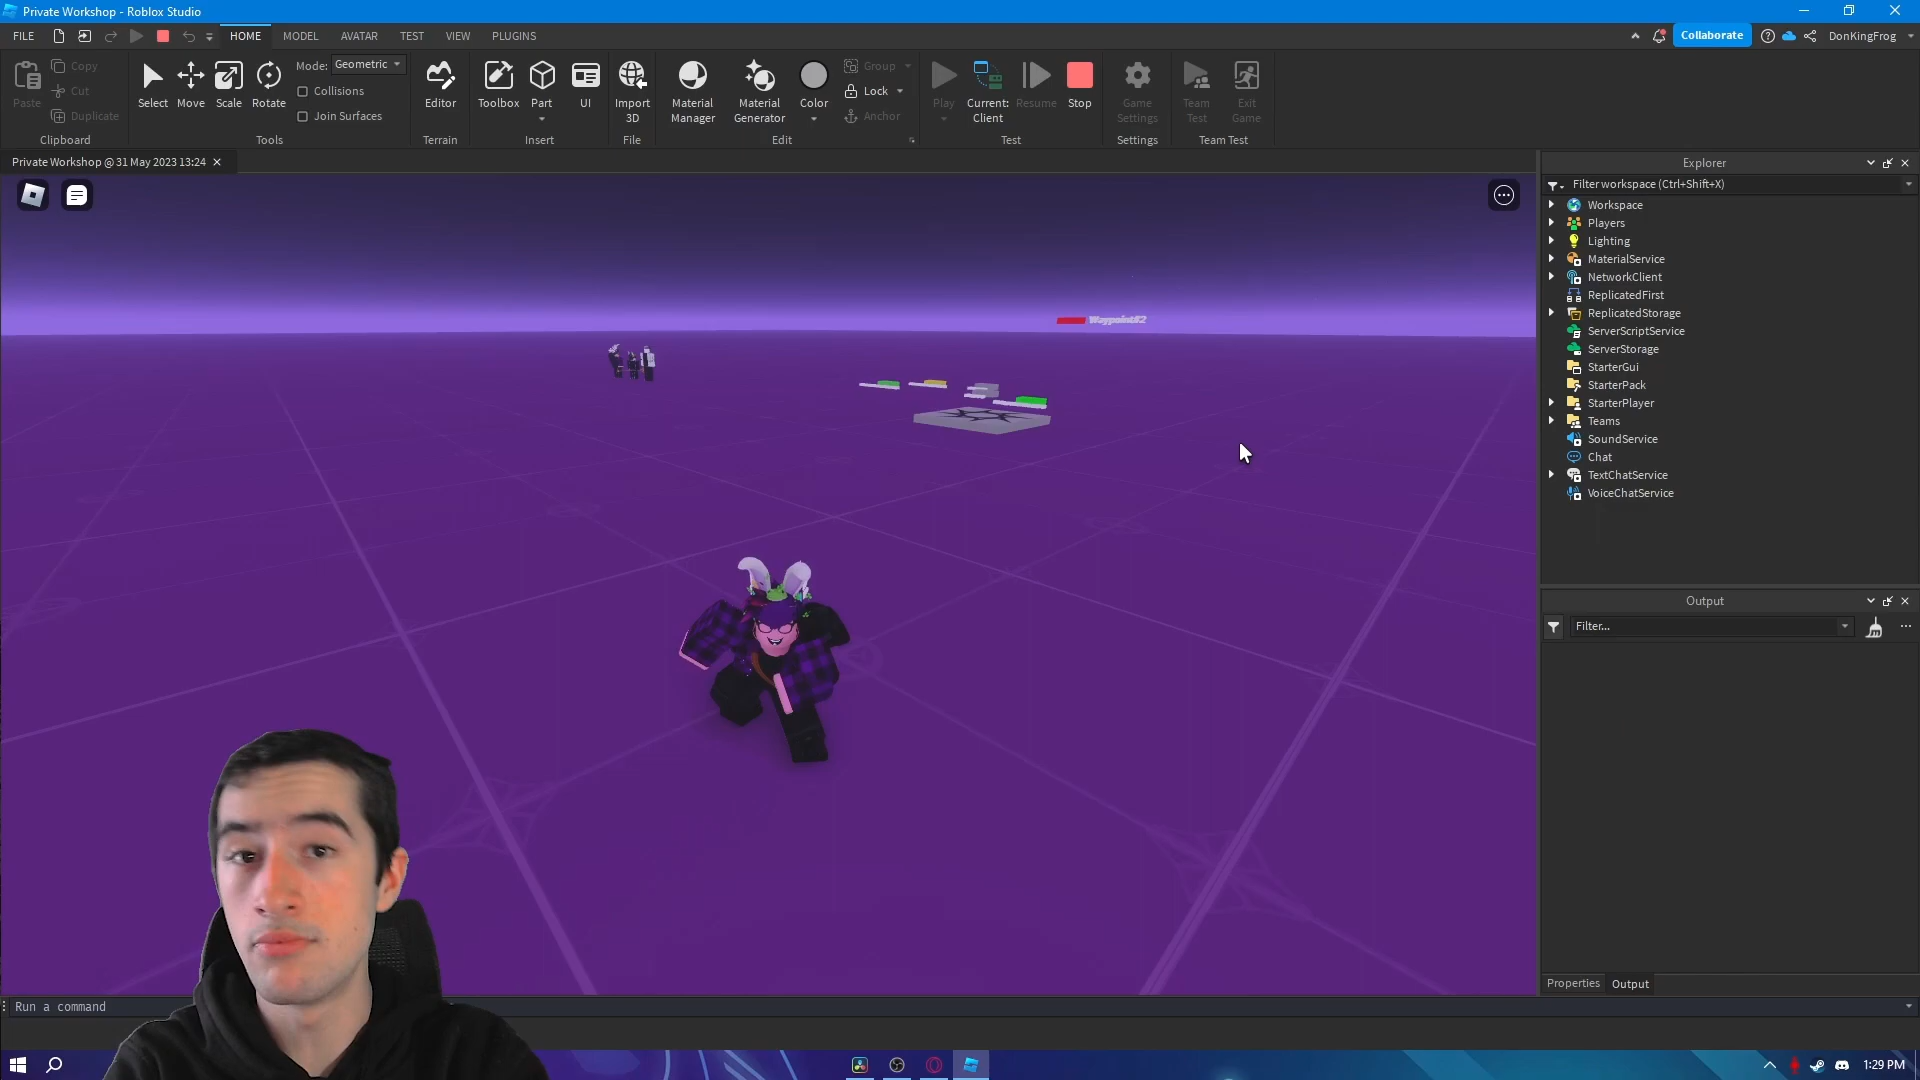 Private Workshop - Roblox Studio
FILE HOME MODEL AVATAR TEST VIEW PLUGINS Collaborate DonKingFrog
Paste Copy Cut Duplicate
Clipboard
Select Move Scale Rotate Mode: Geometric
Collisions
Join Surfaces
Tools
Editor
Terrain
Toolbox Part UI
Insert
Import 3D
File
Material Manager Material Generator Color Group Lock Anchor
Edit
Play Current: Client Resume Stop
Test
Game Settings
Settings
Team Test Exit Game
Team Test
Private Workshop @ 31 May 2023 13:24
Waypoint#2
Explorer
Filter workspace (Ctrl+Shift+X)
Workspace
Players
Lighting
MaterialService
NetworkClient
ReplicatedFirst
ReplicatedStorage
ServerScriptService
ServerStorage
StarterGui
StarterPack
StarterPlayer
Teams
SoundService
Chat
TextChatService
VoiceChatService
Output
Filter...
Properties Output
Run a command
1:29 PM